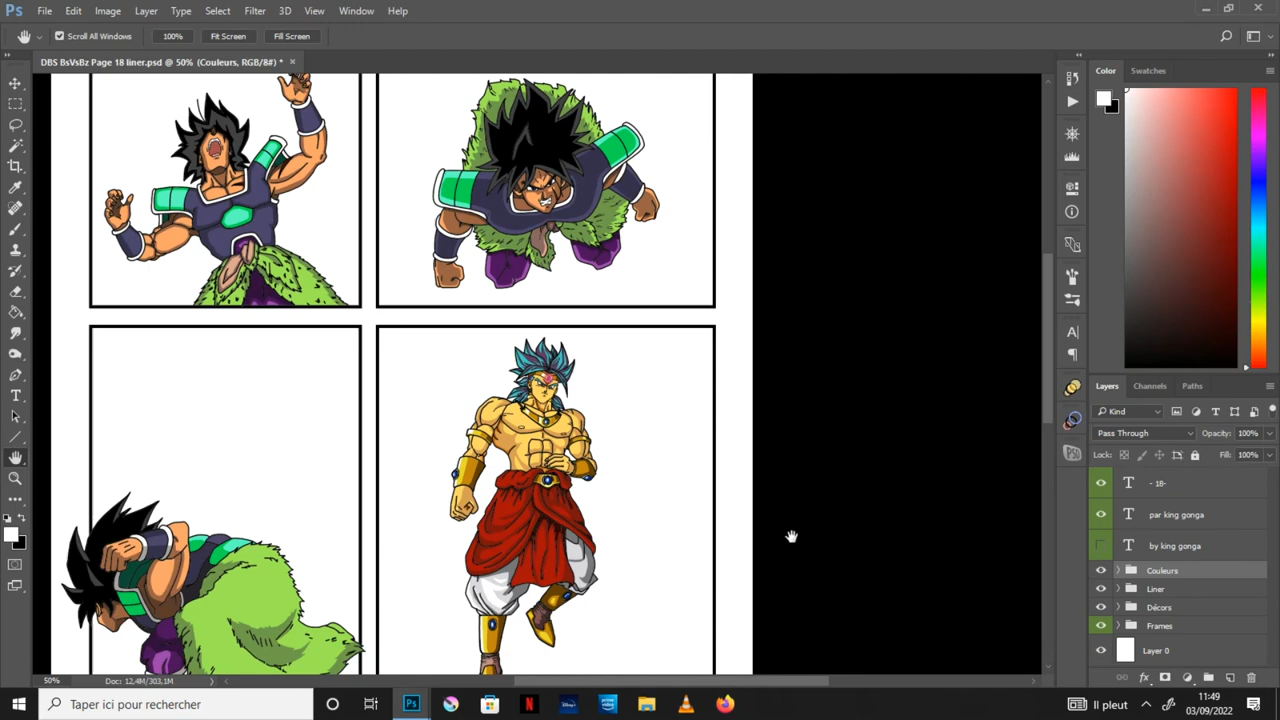 Ps File Edit Image Layer Type Select Filter 3D View Window Help
Scroll All Windows 100% Fit Screen Fill Screen
DBS BsVsBz Page 18 liner.psd @ 50% (Couleurs, RGB/8#) * ×
Color Swatches
Layers Channels Paths
Kind
Pass Through Opacity: 100%
Lock: Fill: 100%
- 18-
par king gonga
by king gonga
Couleurs
Liner
Décors
Frames
Layer 0
50% Doc: 12,4M/303,1M
Taper ici pour rechercher
Il pleut
11:49
03/09/2022